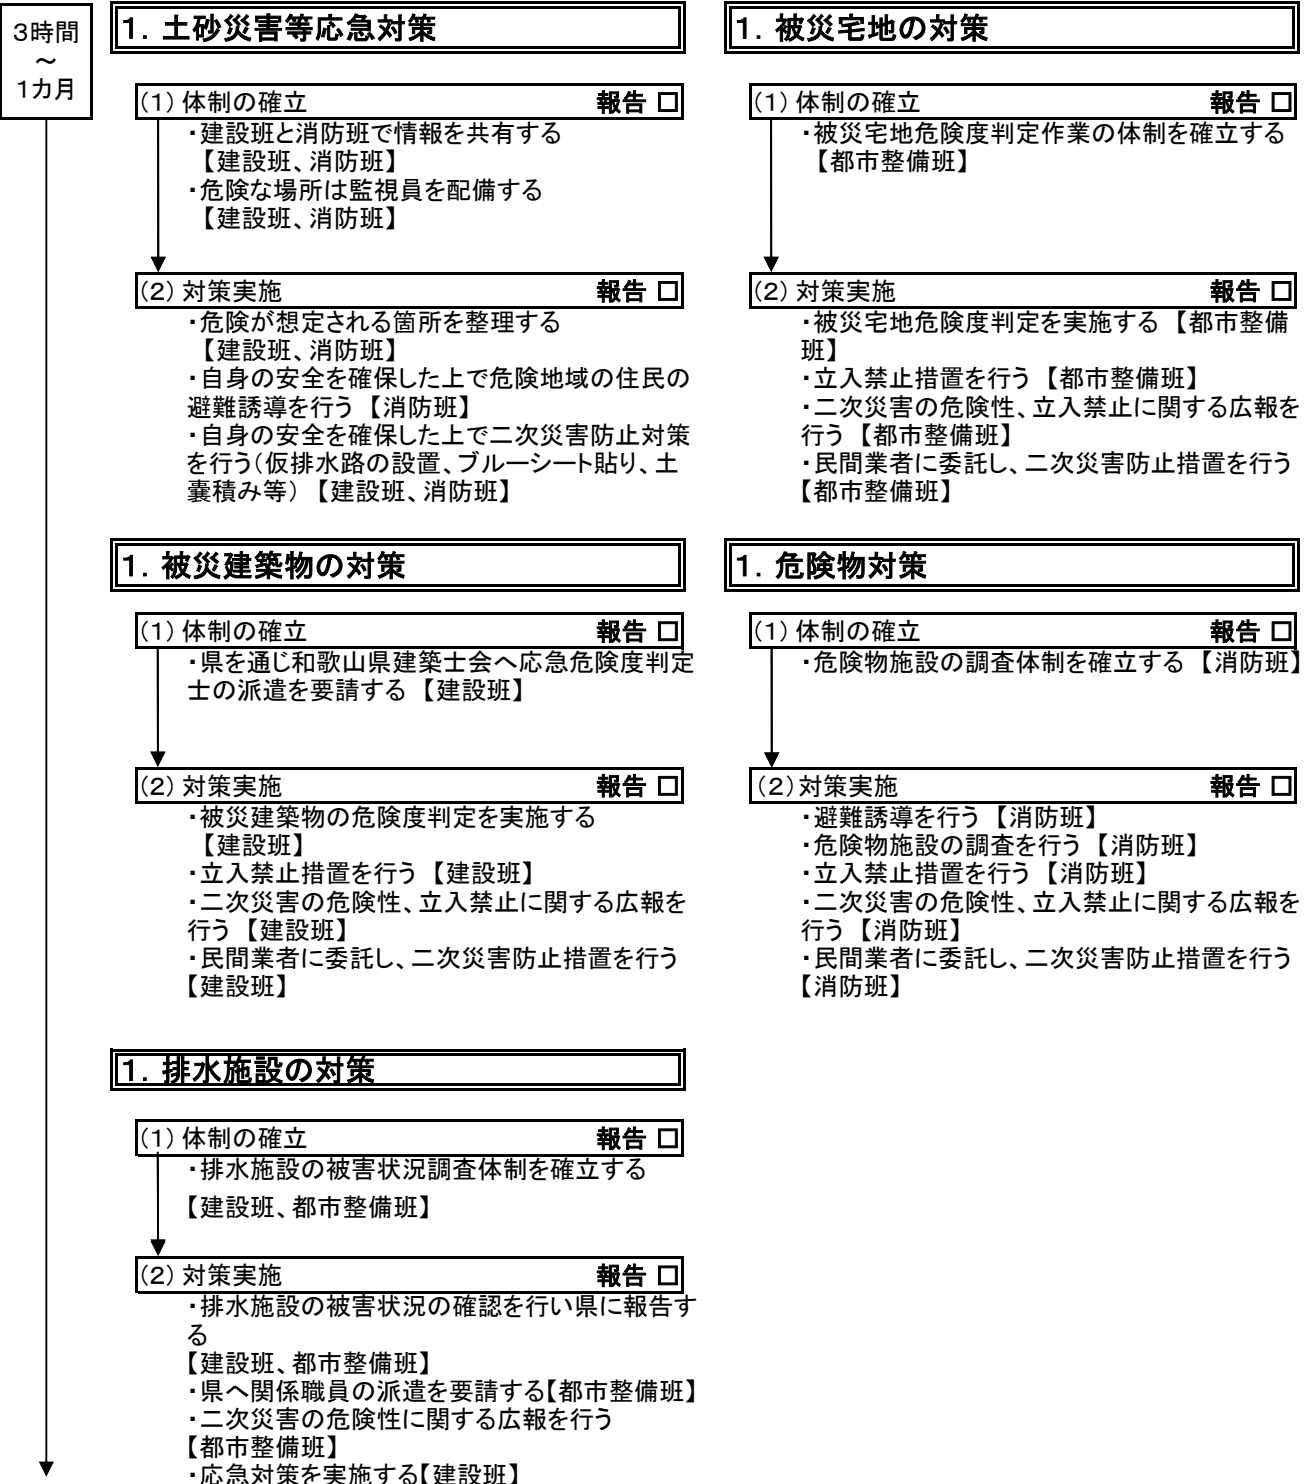 3時間
～
1カ月
1．土砂災害等応急対策
(1) 体制の確立 報告 □
・建設班と消防班で情報を共有する
【建設班、消防班】
・危険な場所は監視員を配備する
【建設班、消防班】
(2) 対策実施 報告 □
・危険が想定される箇所を整理する
【建設班、消防班】
・自身の安全を確保した上で危険地域の住民の
避難誘導を行う 【消防班】
・自身の安全を確保した上で二次災害防止対策
を行う（仮排水路の設置、ブルーシート貼り、土
嚢積み等） 【建設班、消防班】
1．被災宅地の対策
(1) 体制の確立 報告 □
・被災宅地危険度判定作業の体制を確立する
【都市整備班】
(2) 対策実施 報告 □
・被災宅地危険度判定を実施する 【都市整備
班】
・立入禁止措置を行う 【都市整備班】
・二次災害の危険性、立入禁止に関する広報を
行う 【都市整備班】
・民間業者に委託し、二次災害防止措置を行う
【都市整備班】
1．被災建築物の対策
(1) 体制の確立 報告 □
・県を通じ和歌山県建築士会へ応急危険度判定
士の派遣を要請する 【建設班】
(2) 対策実施 報告 □
・被災建築物の危険度判定を実施する
【建設班】
・立入禁止措置を行う 【建設班】
・二次災害の危険性、立入禁止に関する広報を
行う 【建設班】
・民間業者に委託し、二次災害防止措置を行う
【建設班】
1．危険物対策
(1) 体制の確立 報告 □
・危険物施設の調査体制を確立する 【消防班】
(2)対策実施 報告 □
・避難誘導を行う 【消防班】
・危険物施設の調査を行う 【消防班】
・立入禁止措置を行う 【消防班】
・二次災害の危険性、立入禁止に関する広報を
行う 【消防班】
・民間業者に委託し、二次災害防止措置を行う
【消防班】
1．排水施設の対策
(1) 体制の確立 報告 □
・排水施設の被害状況調査体制を確立する
【建設班、都市整備班】
(2) 対策実施 報告 □
・排水施設の被害状況の確認を行い県に報告す
る
【建設班、都市整備班】
・県へ関係職員の派遣を要請する【都市整備班】
・二次災害の危険性に関する広報を行う
【都市整備班】
・応急対策を実施する【建設班】